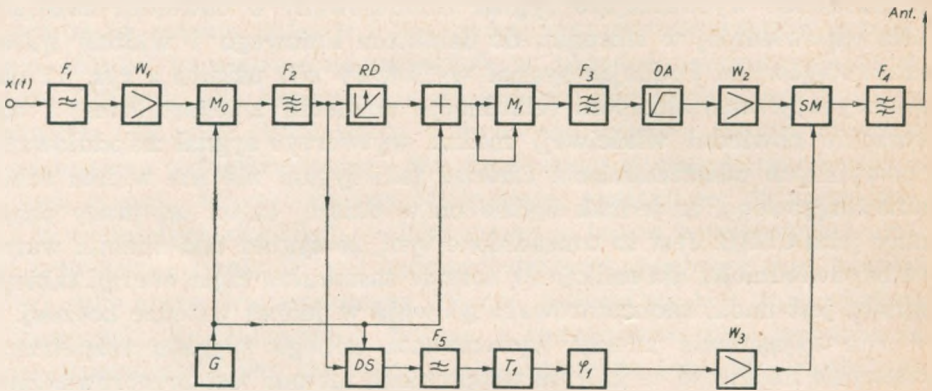 Ant.
x(t)
F₁
W₁
M₀
F₂
RD
+
M₁
F₃
OA
W₂
SM
F₄
G
DS
F₅
T₁
φ₁
W₃